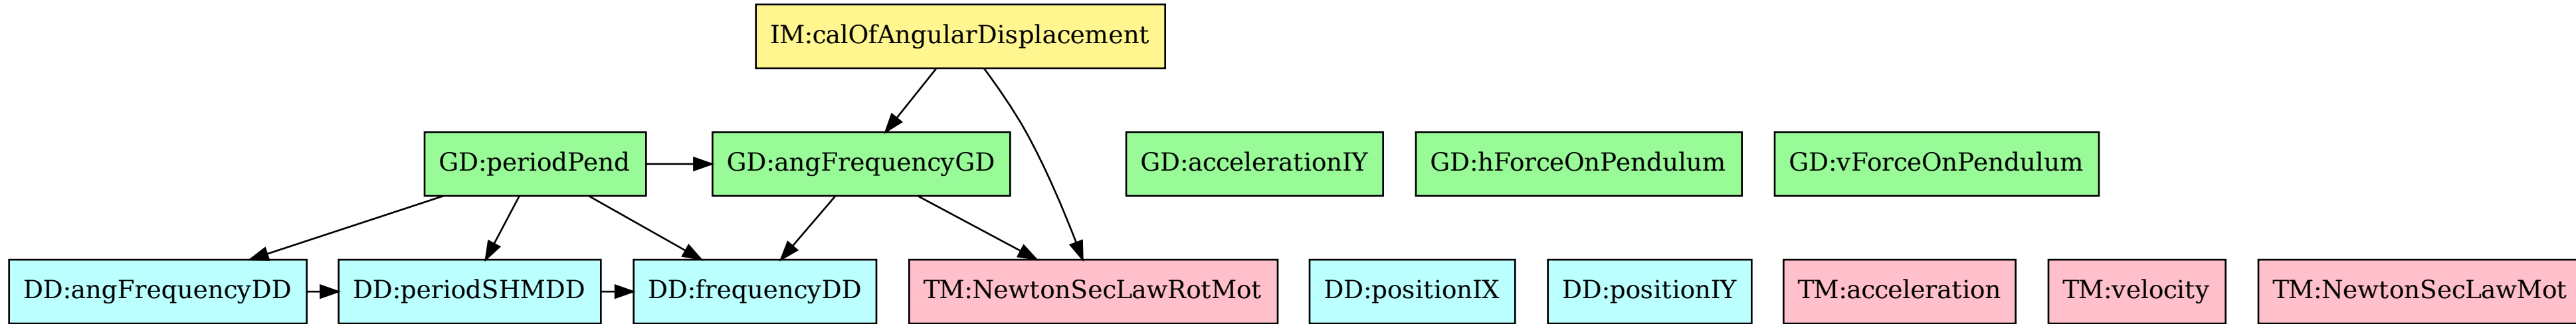 IM:calOfAngularDisplacement
GD:periodPend
GD:angFrequencyGD
GD:accelerationIY
GD:hForceOnPendulum
GD:vForceOnPendulum
DD:angFrequencyDD
DD:periodSHMDD
DD:frequencyDD
TM:NewtonSecLawRotMot
DD:positionIX
DD:positionIY
TM:acceleration
TM:velocity
TM:NewtonSecLawMot